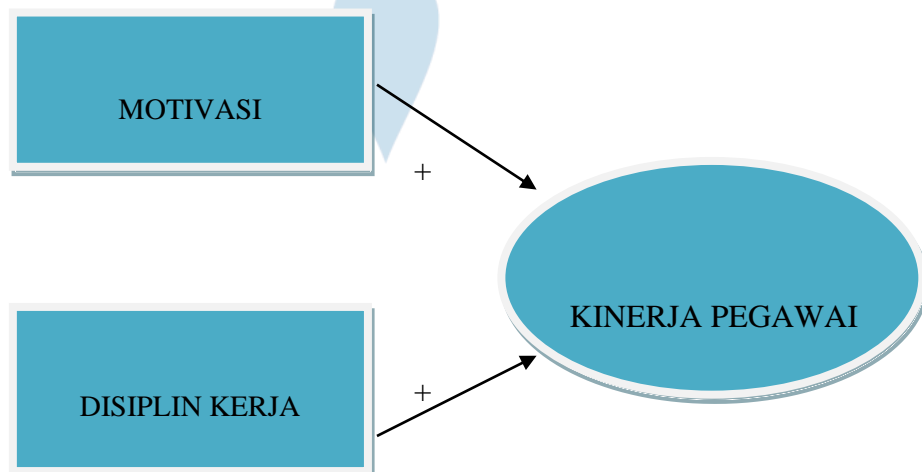 MOTIVASI
+
KINERJA PEGAWAI
+
DISIPLIN KERJA